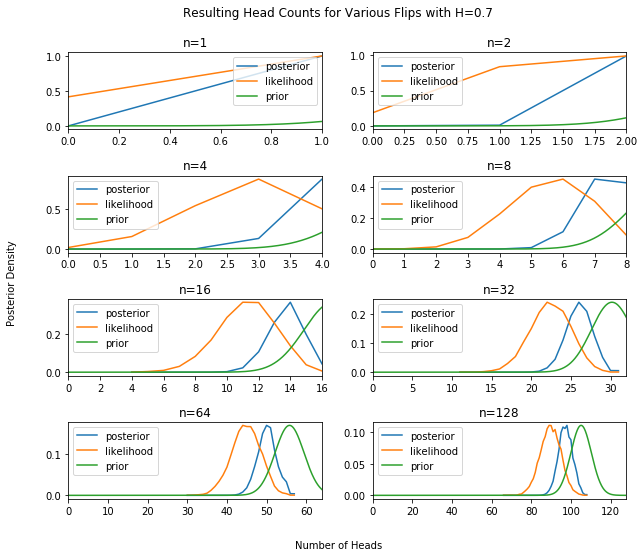 Resulting Head Counts for Various Flips with H=0.7
n=1
1.0
0.5
0.0
posterior
likelihood
prior
0.0 0.2 0.4 0.6 0.8 1.0
n=2
1.0
0.5
0.0
posterior
likelihood
prior
0.00 0.25 0.50 0.75 1.00 1.25 1.50 1.75 2.00
n=4
0.5
0.0
posterior
likelihood
prior
0.0 0.5 1.0 1.5 2.0 2.5 3.0 3.5 4.0
n=8
0.4
0.2
0.0
posterior
likelihood
prior
0 1 2 3 4 5 6 7 8
Posterior Density
n=16
0.2
0.0
posterior
likelihood
prior
0 2 4 6 8 10 12 14 16
n=32
0.2
0.1
0.0
posterior
likelihood
prior
0 5 10 15 20 25 30
n=64
0.1
0.0
posterior
likelihood
prior
0 10 20 30 40 50 60
n=128
0.10
0.05
0.00
posterior
likelihood
prior
0 20 40 60 80 100 120
Number of Heads